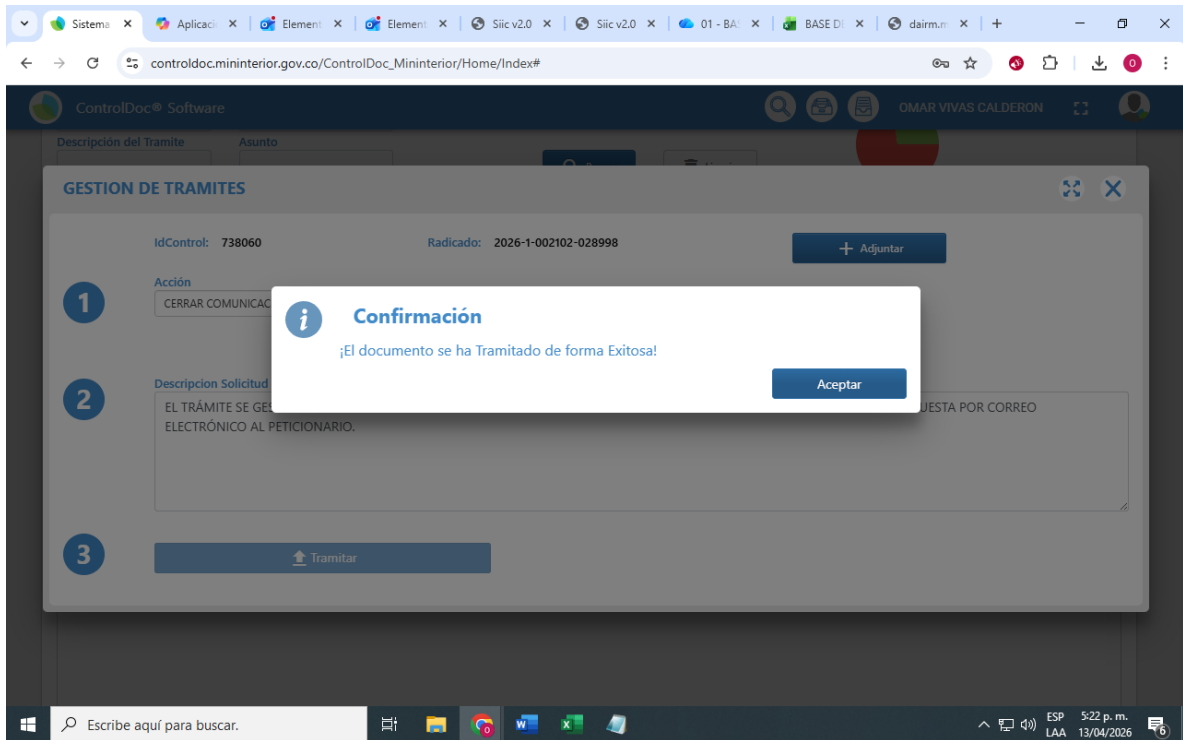 Sistema
Aplicaci
Element
Element
Siic v2.0
Siic v2.0
01 - BA
BASE DE
dairm.m
controldoc.mininterior.gov.co/ControlDoc_Mininterior/Home/Index#
O
ControlDoc® Software
OMAR VIVAS CALDERON
Descripción del Tramite Asunto
GESTION DE TRAMITES
IdControl: 738060 Radicado: 2026-1-002102-028998 + Adjuntar
1 Acción
CERRAR COMUNICAC
i Confirmación
¡El documento se ha Tramitado de forma Exitosa!
Aceptar
2 Descripcion Solicitud
EL TRÁMITE SE GES UESTA POR CORREO
ELECTRÓNICO AL PETICIONARIO.
3 Tramitar
Escribe aquí para buscar.
ESP 5:22 p. m.
LAA 13/04/2026 6